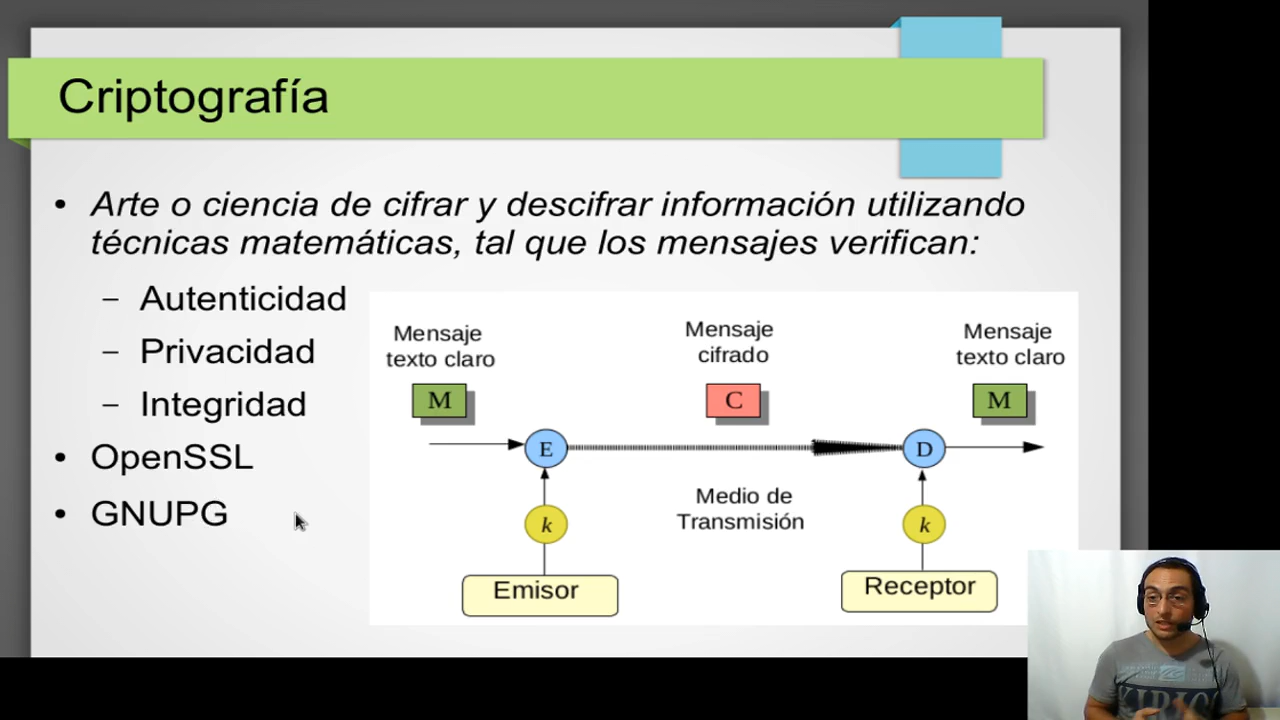 Criptografía
• Arte o ciencia de cifrar y descifrar información utilizando
técnicas matemáticas, tal que los mensajes verifican:
– Autenticidad
– Privacidad
– Integridad
• OpenSSL
• GNUPG
Mensaje
texto claro
M
Mensaje
cifrado
C
Mensaje
texto claro
M
E
D
Medio de
Transmisión
k
k
Emisor
Receptor